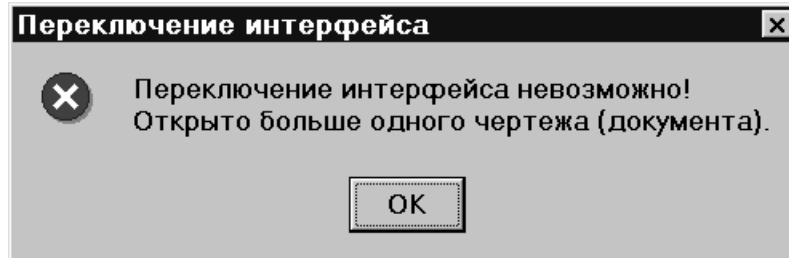 Переключение интерфейса
Переключение интерфейса невозможно!
Открыто больше одного чертежа (документа).
OK